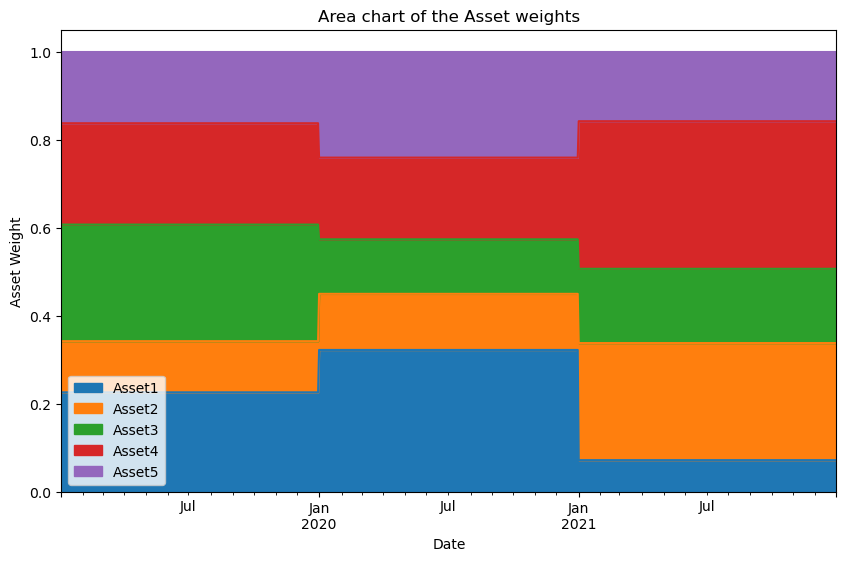 Area chart of the Asset weights
1.0
0.8
0.6
0.4
0.2
0.0
Asset Weight
Asset1
Asset2
Asset3
Asset4
Asset5
Jul
Jan
2020
Jul
Jan
2021
Jul
Date